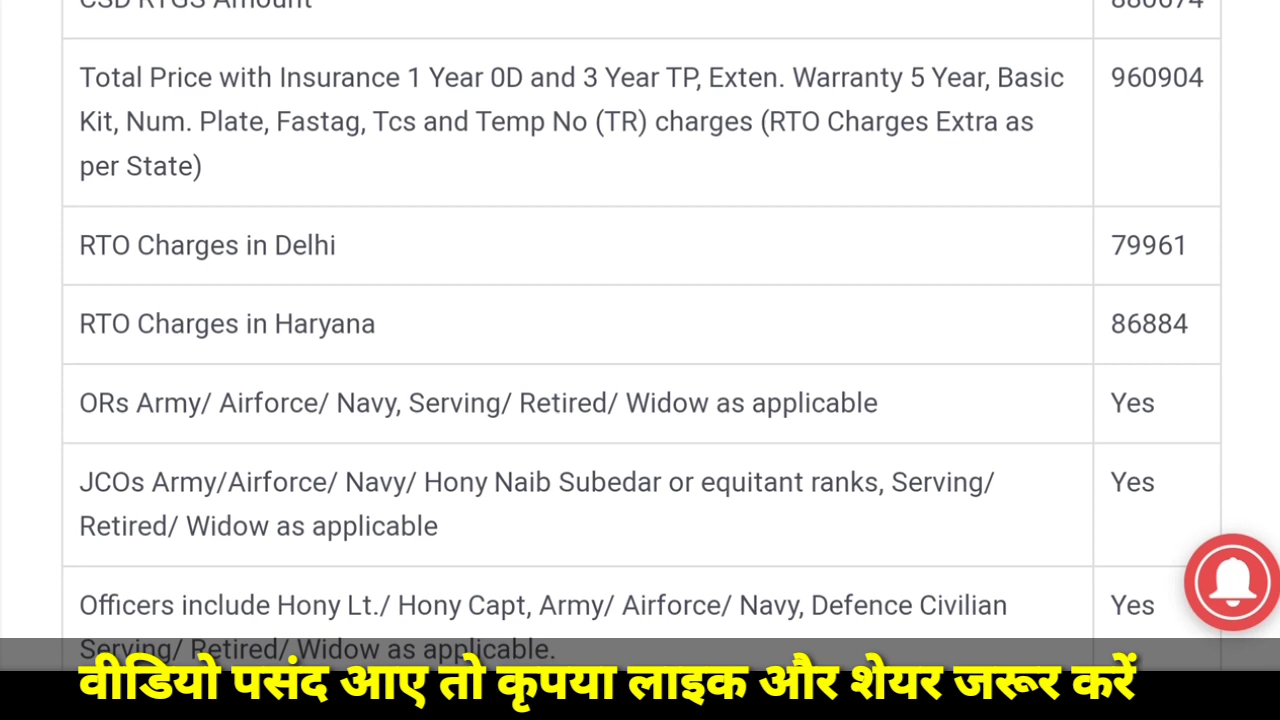 CSD RTGS Amount
880674
Total Price with Insurance 1 Year 0D and 3 Year TP, Exten. Warranty 5 Year, Basic
960904
Kit, Num. Plate, Fastag, Tcs and Temp No (TR) charges (RTO Charges Extra as
per State)
RTO Charges in Delhi
79961
RTO Charges in Haryana
86884
ORs Army/ Airforce/ Navy, Serving/ Retired/ Widow as applicable
Yes
JCOs Army/Airforce/ Navy/ Hony Naib Subedar or equitant ranks, Serving/
Yes
Retired/ Widow as applicable
Officers include Hony Lt./ Hony Capt, Army/ Airforce/ Navy, Defence Civilian
Yes
Serving/ Retired/ Widow as applicable.
वीडियो पसंद आए तो कृपया लाइक और शेयर जरूर करें